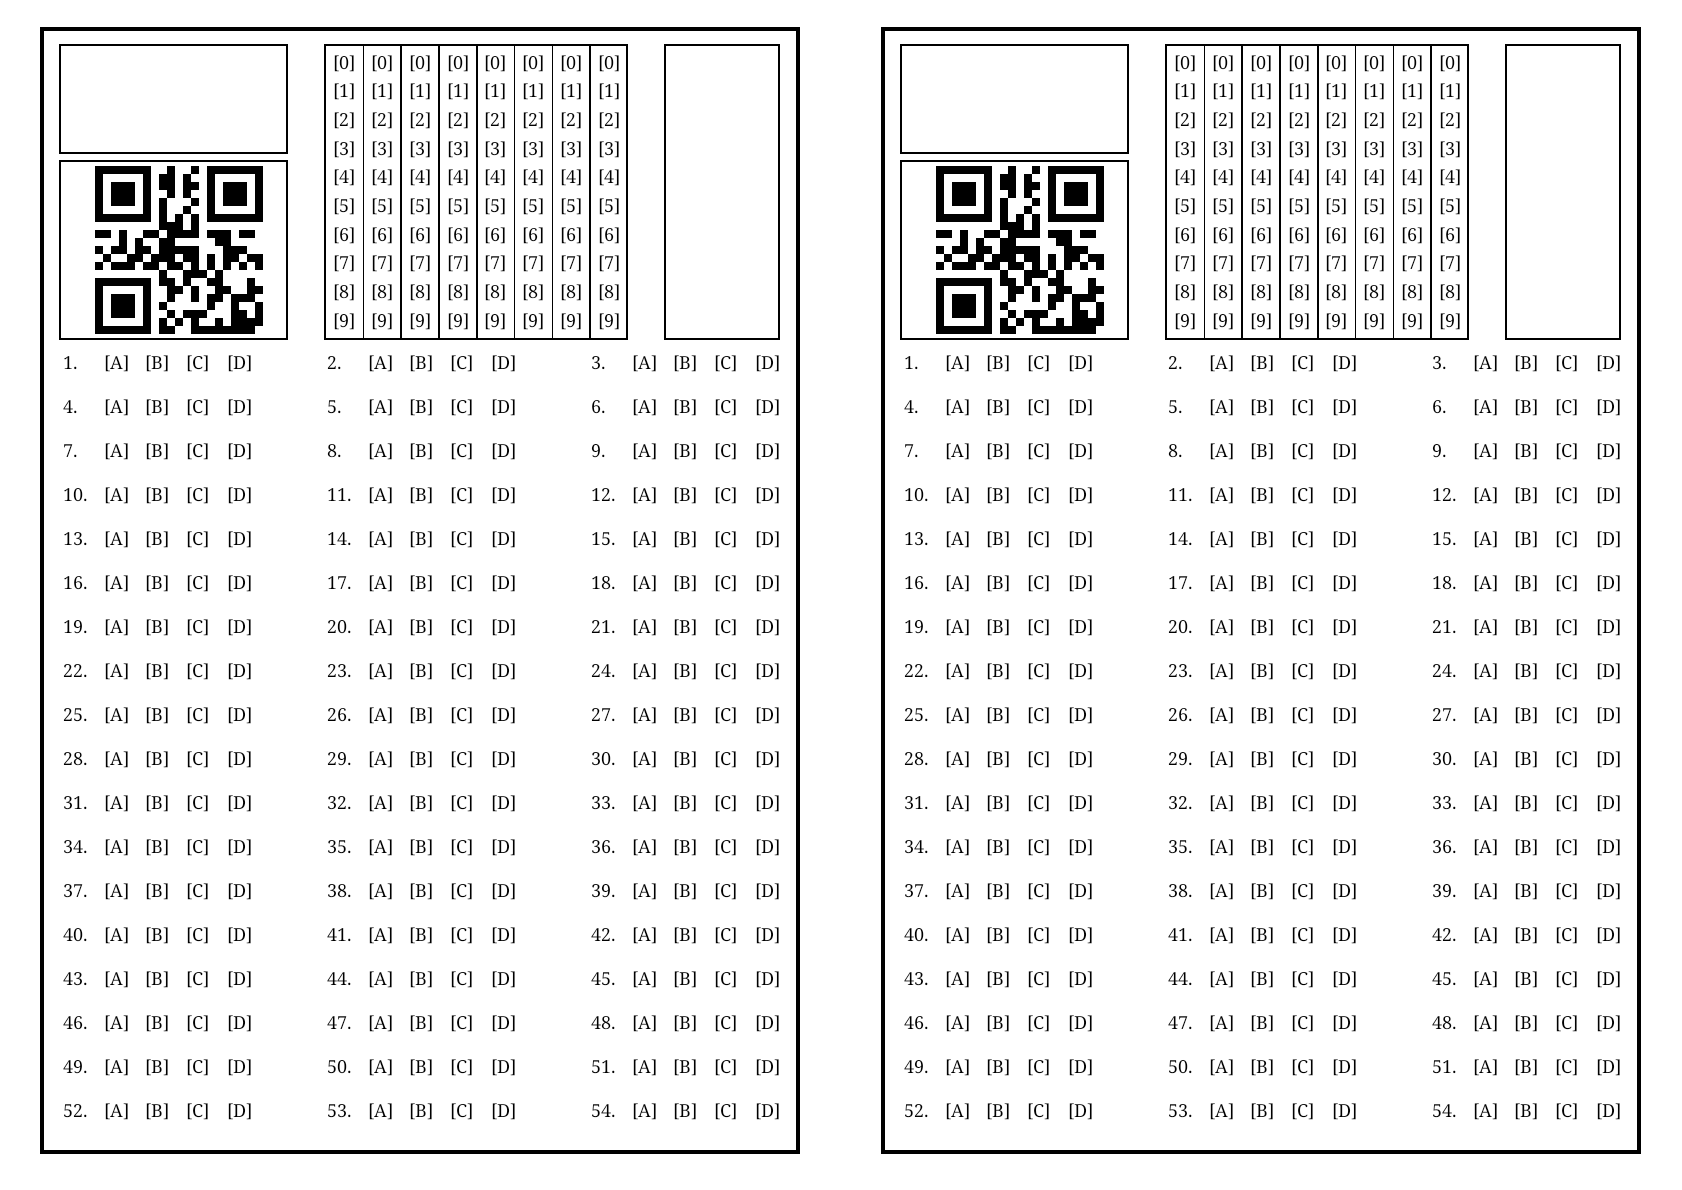 [0] [0] [0] [0] [0] [0] [0] [0]
[1] [1] [1] [1] [1] [1] [1] [1]
[2] [2] [2] [2] [2] [2] [2] [2]
[3] [3] [3] [3] [3] [3] [3] [3]
[4] [4] [4] [4] [4] [4] [4] [4]
[5] [5] [5] [5] [5] [5] [5] [5]
[6] [6] [6] [6] [6] [6] [6] [6]
[7] [7] [7] [7] [7] [7] [7] [7]
[8] [8] [8] [8] [8] [8] [8] [8]
[9] [9] [9] [9] [9] [9] [9] [9]
1. [A] [B] [C] [D] 2. [A] [B] [C] [D] 3. [A] [B] [C] [D]
4. [A] [B] [C] [D] 5. [A] [B] [C] [D] 6. [A] [B] [C] [D]
7. [A] [B] [C] [D] 8. [A] [B] [C] [D] 9. [A] [B] [C] [D]
10. [A] [B] [C] [D] 11. [A] [B] [C] [D] 12. [A] [B] [C] [D]
13. [A] [B] [C] [D] 14. [A] [B] [C] [D] 15. [A] [B] [C] [D]
16. [A] [B] [C] [D] 17. [A] [B] [C] [D] 18. [A] [B] [C] [D]
19. [A] [B] [C] [D] 20. [A] [B] [C] [D] 21. [A] [B] [C] [D]
22. [A] [B] [C] [D] 23. [A] [B] [C] [D] 24. [A] [B] [C] [D]
25. [A] [B] [C] [D] 26. [A] [B] [C] [D] 27. [A] [B] [C] [D]
28. [A] [B] [C] [D] 29. [A] [B] [C] [D] 30. [A] [B] [C] [D]
31. [A] [B] [C] [D] 32. [A] [B] [C] [D] 33. [A] [B] [C] [D]
34. [A] [B] [C] [D] 35. [A] [B] [C] [D] 36. [A] [B] [C] [D]
37. [A] [B] [C] [D] 38. [A] [B] [C] [D] 39. [A] [B] [C] [D]
40. [A] [B] [C] [D] 41. [A] [B] [C] [D] 42. [A] [B] [C] [D]
43. [A] [B] [C] [D] 44. [A] [B] [C] [D] 45. [A] [B] [C] [D]
46. [A] [B] [C] [D] 47. [A] [B] [C] [D] 48. [A] [B] [C] [D]
49. [A] [B] [C] [D] 50. [A] [B] [C] [D] 51. [A] [B] [C] [D]
52. [A] [B] [C] [D] 53. [A] [B] [C] [D] 54. [A] [B] [C] [D]
[0] [0] [0] [0] [0] [0] [0] [0]
[1] [1] [1] [1] [1] [1] [1] [1]
[2] [2] [2] [2] [2] [2] [2] [2]
[3] [3] [3] [3] [3] [3] [3] [3]
[4] [4] [4] [4] [4] [4] [4] [4]
[5] [5] [5] [5] [5] [5] [5] [5]
[6] [6] [6] [6] [6] [6] [6] [6]
[7] [7] [7] [7] [7] [7] [7] [7]
[8] [8] [8] [8] [8] [8] [8] [8]
[9] [9] [9] [9] [9] [9] [9] [9]
1. [A] [B] [C] [D] 2. [A] [B] [C] [D] 3. [A] [B] [C] [D]
4. [A] [B] [C] [D] 5. [A] [B] [C] [D] 6. [A] [B] [C] [D]
7. [A] [B] [C] [D] 8. [A] [B] [C] [D] 9. [A] [B] [C] [D]
10. [A] [B] [C] [D] 11. [A] [B] [C] [D] 12. [A] [B] [C] [D]
13. [A] [B] [C] [D] 14. [A] [B] [C] [D] 15. [A] [B] [C] [D]
16. [A] [B] [C] [D] 17. [A] [B] [C] [D] 18. [A] [B] [C] [D]
19. [A] [B] [C] [D] 20. [A] [B] [C] [D] 21. [A] [B] [C] [D]
22. [A] [B] [C] [D] 23. [A] [B] [C] [D] 24. [A] [B] [C] [D]
25. [A] [B] [C] [D] 26. [A] [B] [C] [D] 27. [A] [B] [C] [D]
28. [A] [B] [C] [D] 29. [A] [B] [C] [D] 30. [A] [B] [C] [D]
31. [A] [B] [C] [D] 32. [A] [B] [C] [D] 33. [A] [B] [C] [D]
34. [A] [B] [C] [D] 35. [A] [B] [C] [D] 36. [A] [B] [C] [D]
37. [A] [B] [C] [D] 38. [A] [B] [C] [D] 39. [A] [B] [C] [D]
40. [A] [B] [C] [D] 41. [A] [B] [C] [D] 42. [A] [B] [C] [D]
43. [A] [B] [C] [D] 44. [A] [B] [C] [D] 45. [A] [B] [C] [D]
46. [A] [B] [C] [D] 47. [A] [B] [C] [D] 48. [A] [B] [C] [D]
49. [A] [B] [C] [D] 50. [A] [B] [C] [D] 51. [A] [B] [C] [D]
52. [A] [B] [C] [D] 53. [A] [B] [C] [D] 54. [A] [B] [C] [D]